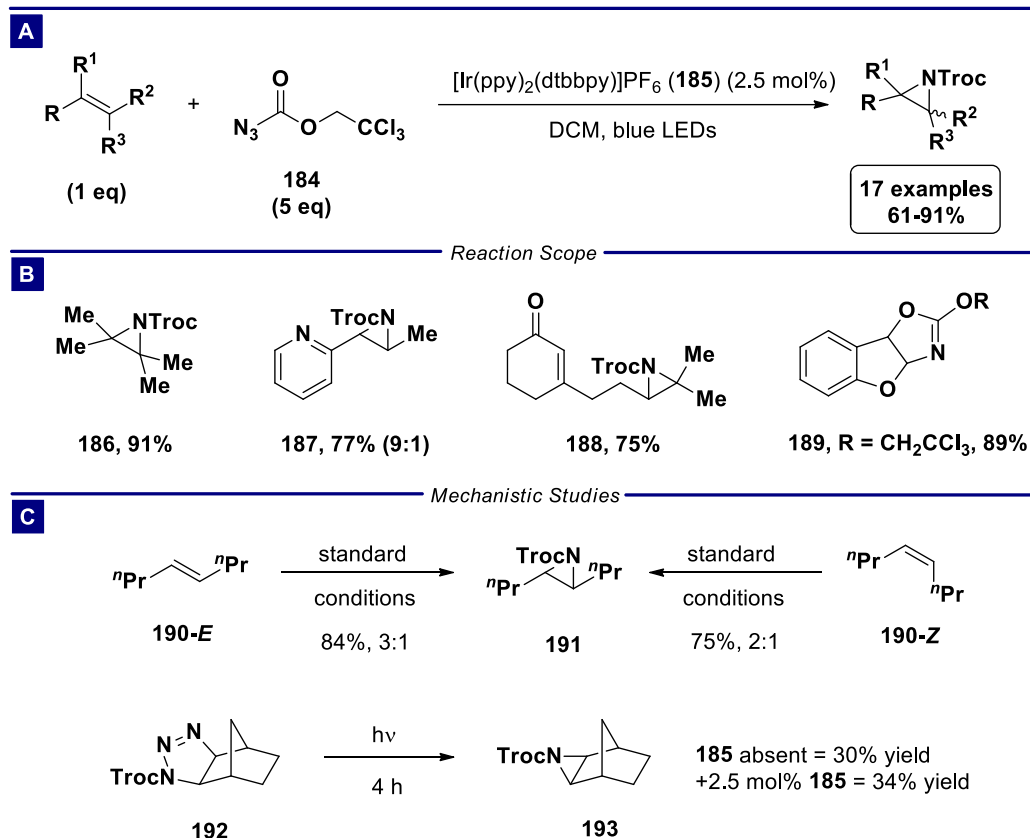 A
R¹
R
R²
R³
(1 eq)
+
O
N₃
O
CCl₃
184
(5 eq)
[Ir(ppy)₂(dtbbpy)]PF₆ (185) (2.5 mol%)
DCM, blue LEDs
R¹
NTroc
R
R²
R³
17 examples
61-91%
Reaction Scope
B
Me
NTroc
Me
Me
Me
186, 91%
N
TrocN
Me
187, 77% (9:1)
O
TrocN
Me
Me
188, 75%
O
OR
N
O
189, R = CH₂CCl₃, 89%
Mechanistic Studies
C
ⁿPr
ⁿPr
190-E
standard
conditions
84%, 3:1
TrocN
ⁿPr
ⁿPr
191
standard
conditions
75%, 2:1
ⁿPr
ⁿPr
190-Z
N
N
TrocN
192
hν
4 h
TrocN
193
185 absent = 30% yield
+2.5 mol% 185 = 34% yield